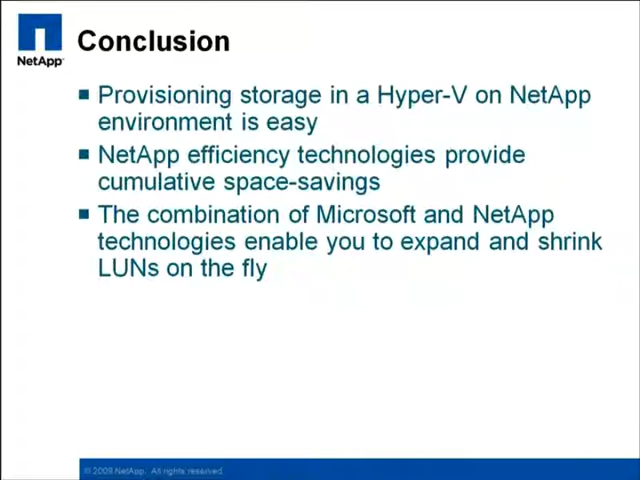 NetApp
Conclusion
Provisioning storage in a Hyper-V on NetApp
environment is easy
NetApp efficiency technologies provide
cumulative space-savings
The combination of Microsoft and NetApp
technologies enable you to expand and shrink
LUNs on the fly
© 2009 NetApp. All rights reserved.